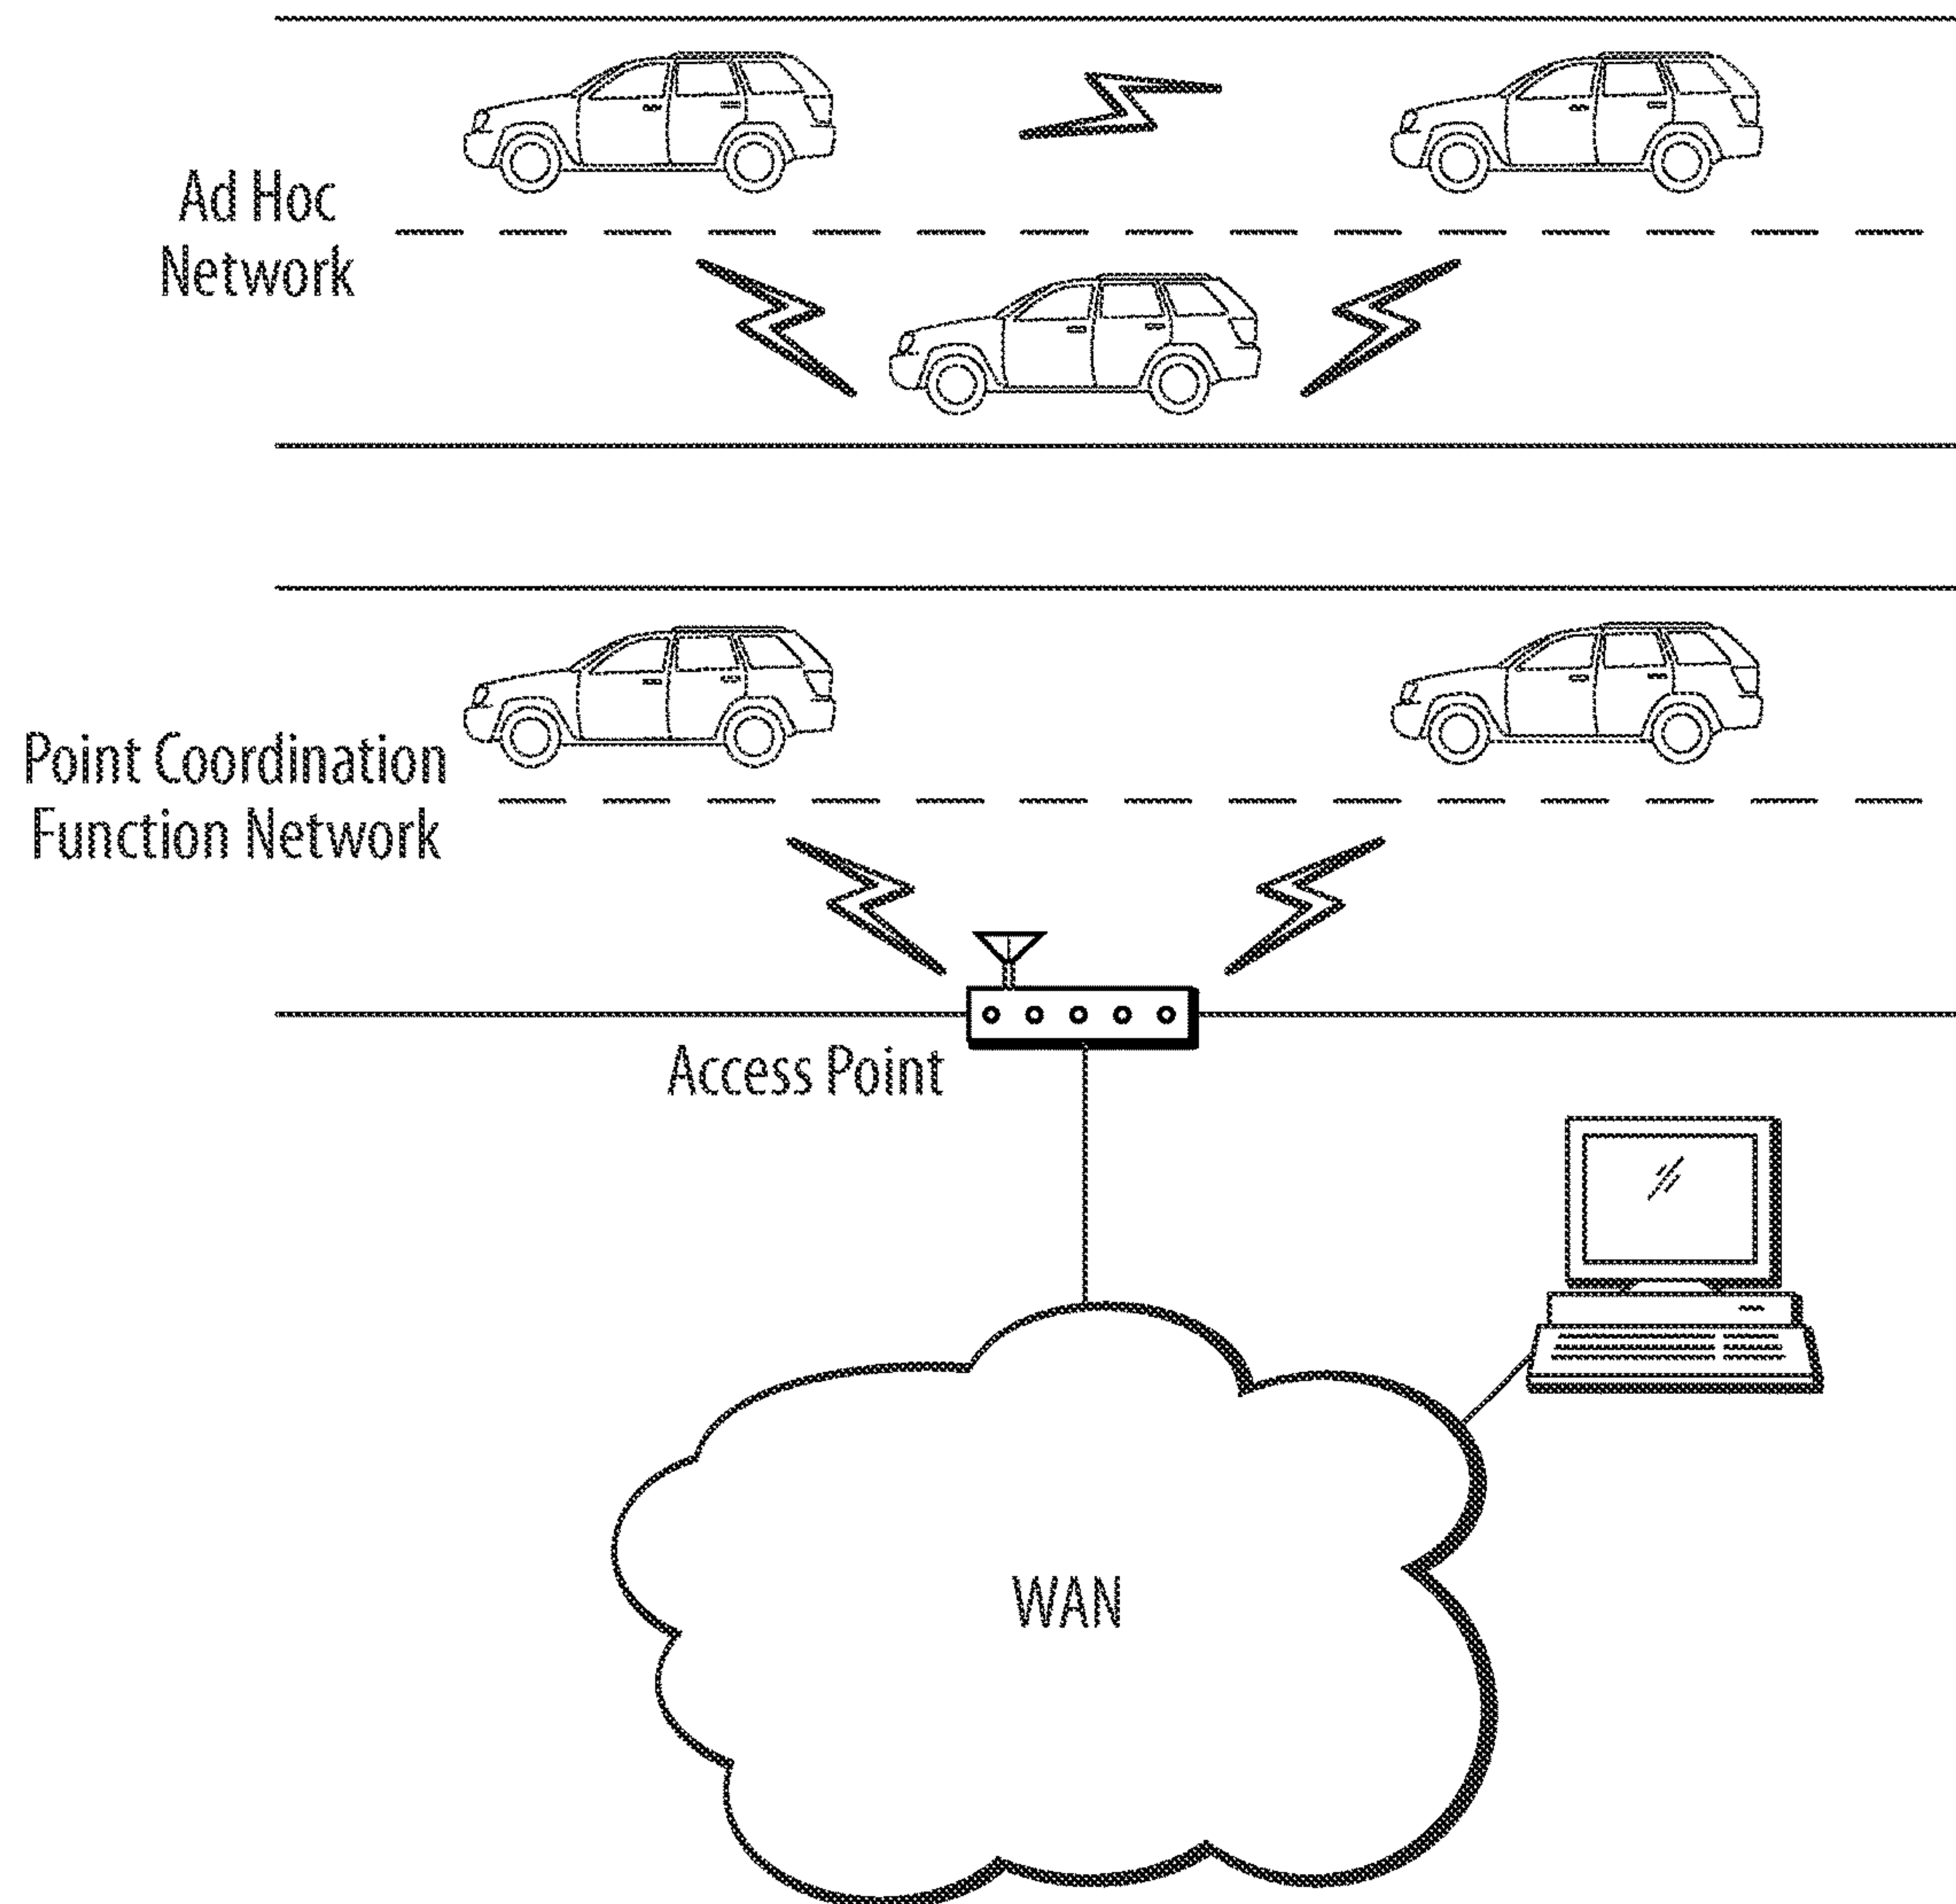 Ad Hoc
Network
Point Coordination
Function Network
Access Point
WAN